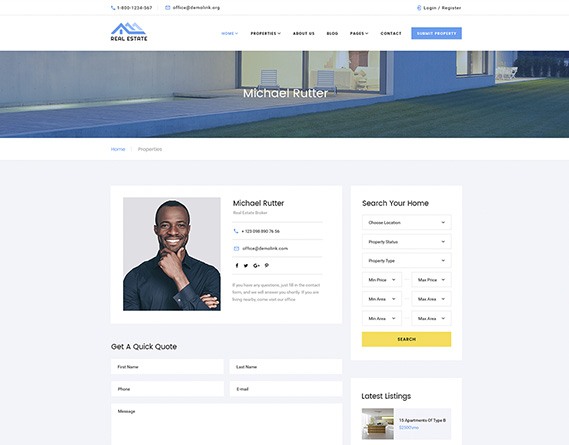 1-800-1234-567
office@demolink.org
Login / Register
REAL ESTATE
HOME
PROPERTIES
ABOUT US
BLOG
PAGES
CONTACT
SUBMIT PROPERTY
Michael Rutter
Home
Properties
Michael Rutter
Real Estate Broker
+ 123 098 890 76 56
office@demolink.com
If you have any questions, just fill in the contact
form, and we will answer you shortly. If you are
living nearby, come visit our office.
Search Your Home
Choose Location
Property Status
Property Type
Min Price
Max Price
Min Area
Max Area
Min Area
Max Area
SEARCH
Get A Quick Quote
First Name
Last Name
Phone
E-mail
Message
Latest Listings
15 Apartments Of Type B